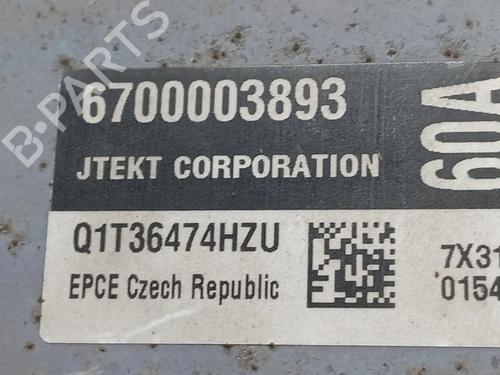 6700003893
JTEKT CORPORATION
60A
Q1T36474HZU
EPCE Czech Republic
7X31
0154
B-PARTS